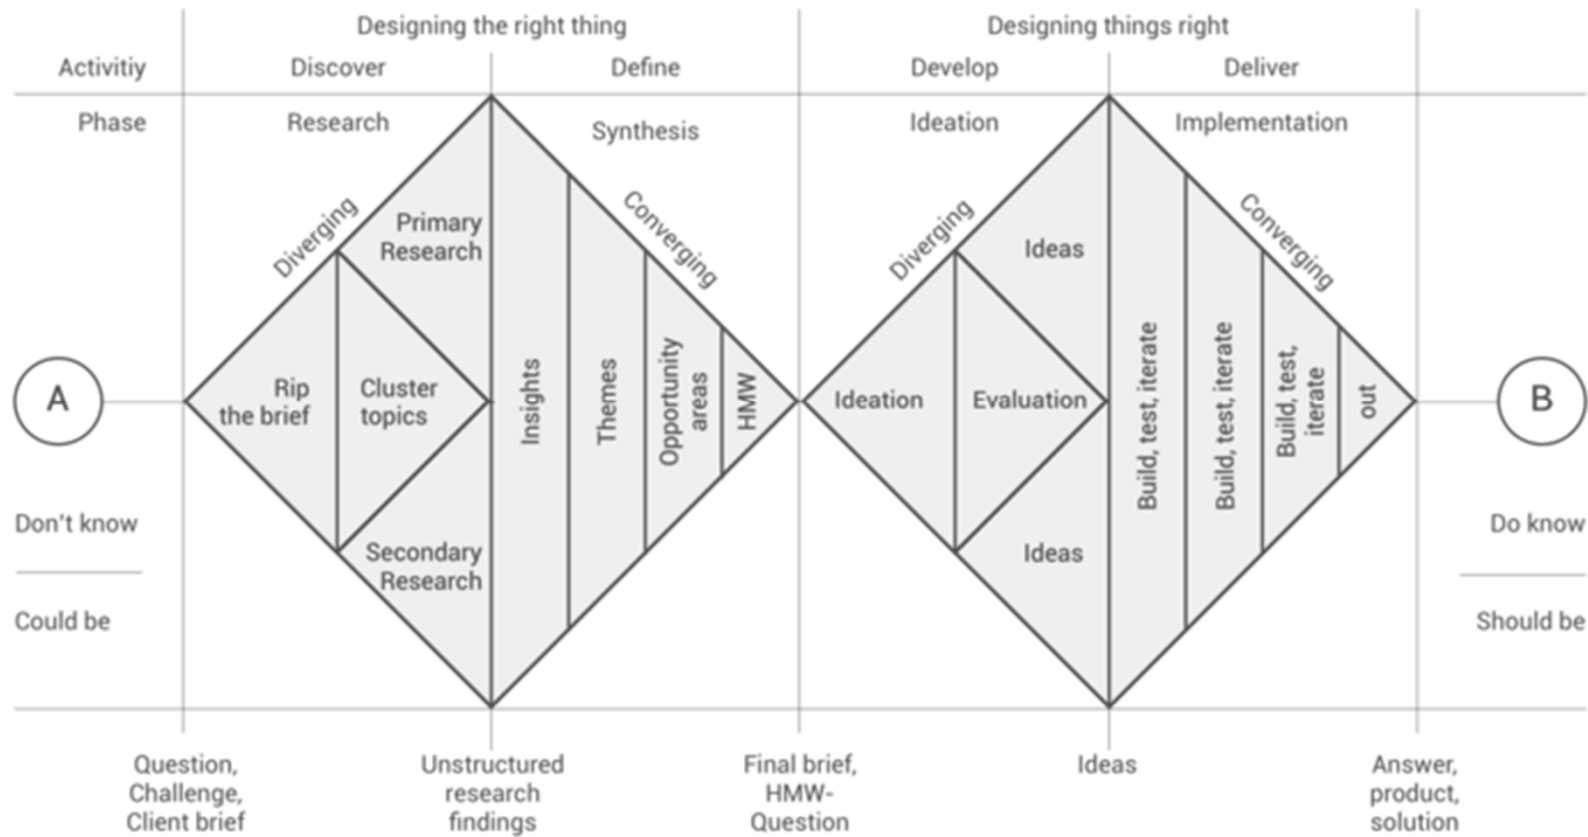 Designing the right thing
Designing things right
Activitiy
Discover
Define
Develop
Deliver
Phase
Research
Synthesis
Ideation
Implementation
Diverging
Converging
Diverging
Converging
Primary
Research
Rip
the brief
Cluster
topics
Secondary
Research
Insights
Themes
Opportunity
areas
HMW
Ideas
Ideation
Evaluation
Ideas
Build, test, iterate
Build, test, iterate
Build, test,
iterate
out
A
B
Don't know
Could be
Do know
Should be
Question,
Challenge,
Client brief
Unstructured
research
findings
Final brief,
HMW-
Question
Ideas
Answer,
product,
solution